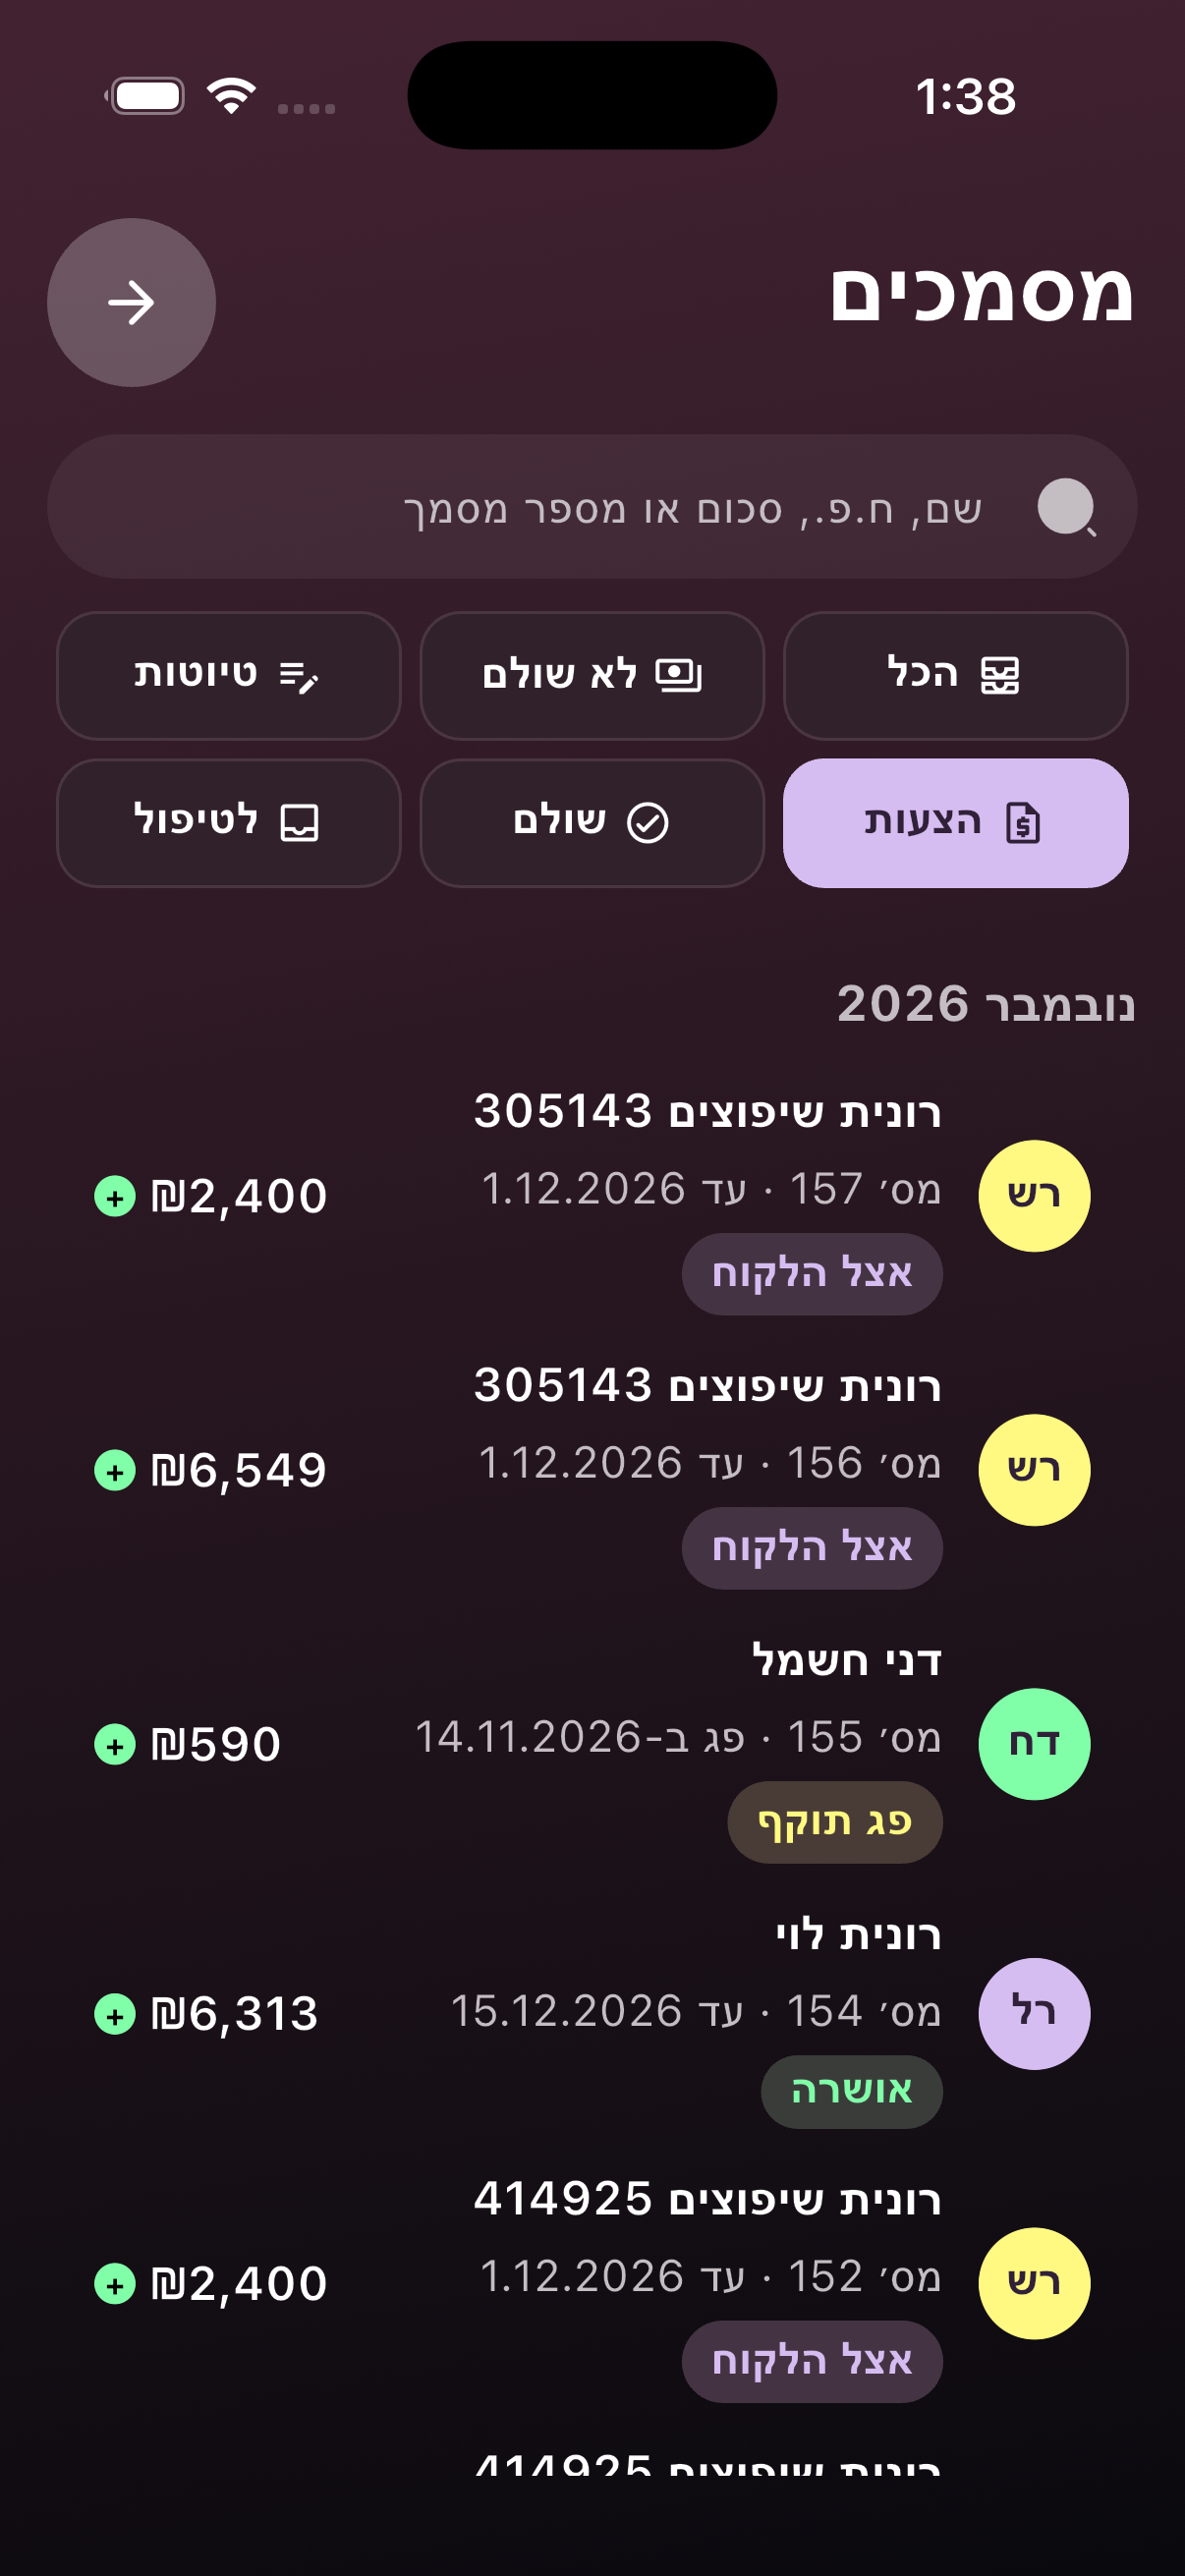 1:38
מסמכים
שם, ח.פ., סכום או מספר מסמך
הכל
לא שולם
טיוטות
הצעות
שולם
לטיפול
נובמבר 2026
רונית שיפוצים 305143
רש
מס׳ 157 · עד 1.12.2026
₪2,400
אצל הלקוח
רונית שיפוצים 305143
רש
מס׳ 156 · עד 1.12.2026
₪6,549
אצל הלקוח
דני חשמל
דח
מס׳ 155 · פג ב-14.11.2026
₪590
פג תוקף
רונית לוי
רל
מס׳ 154 · עד 15.12.2026
₪6,313
אושרה
רונית שיפוצים 414925
רש
מס׳ 152 · עד 1.12.2026
₪2,400
אצל הלקוח
רונית שיפוצים 414925